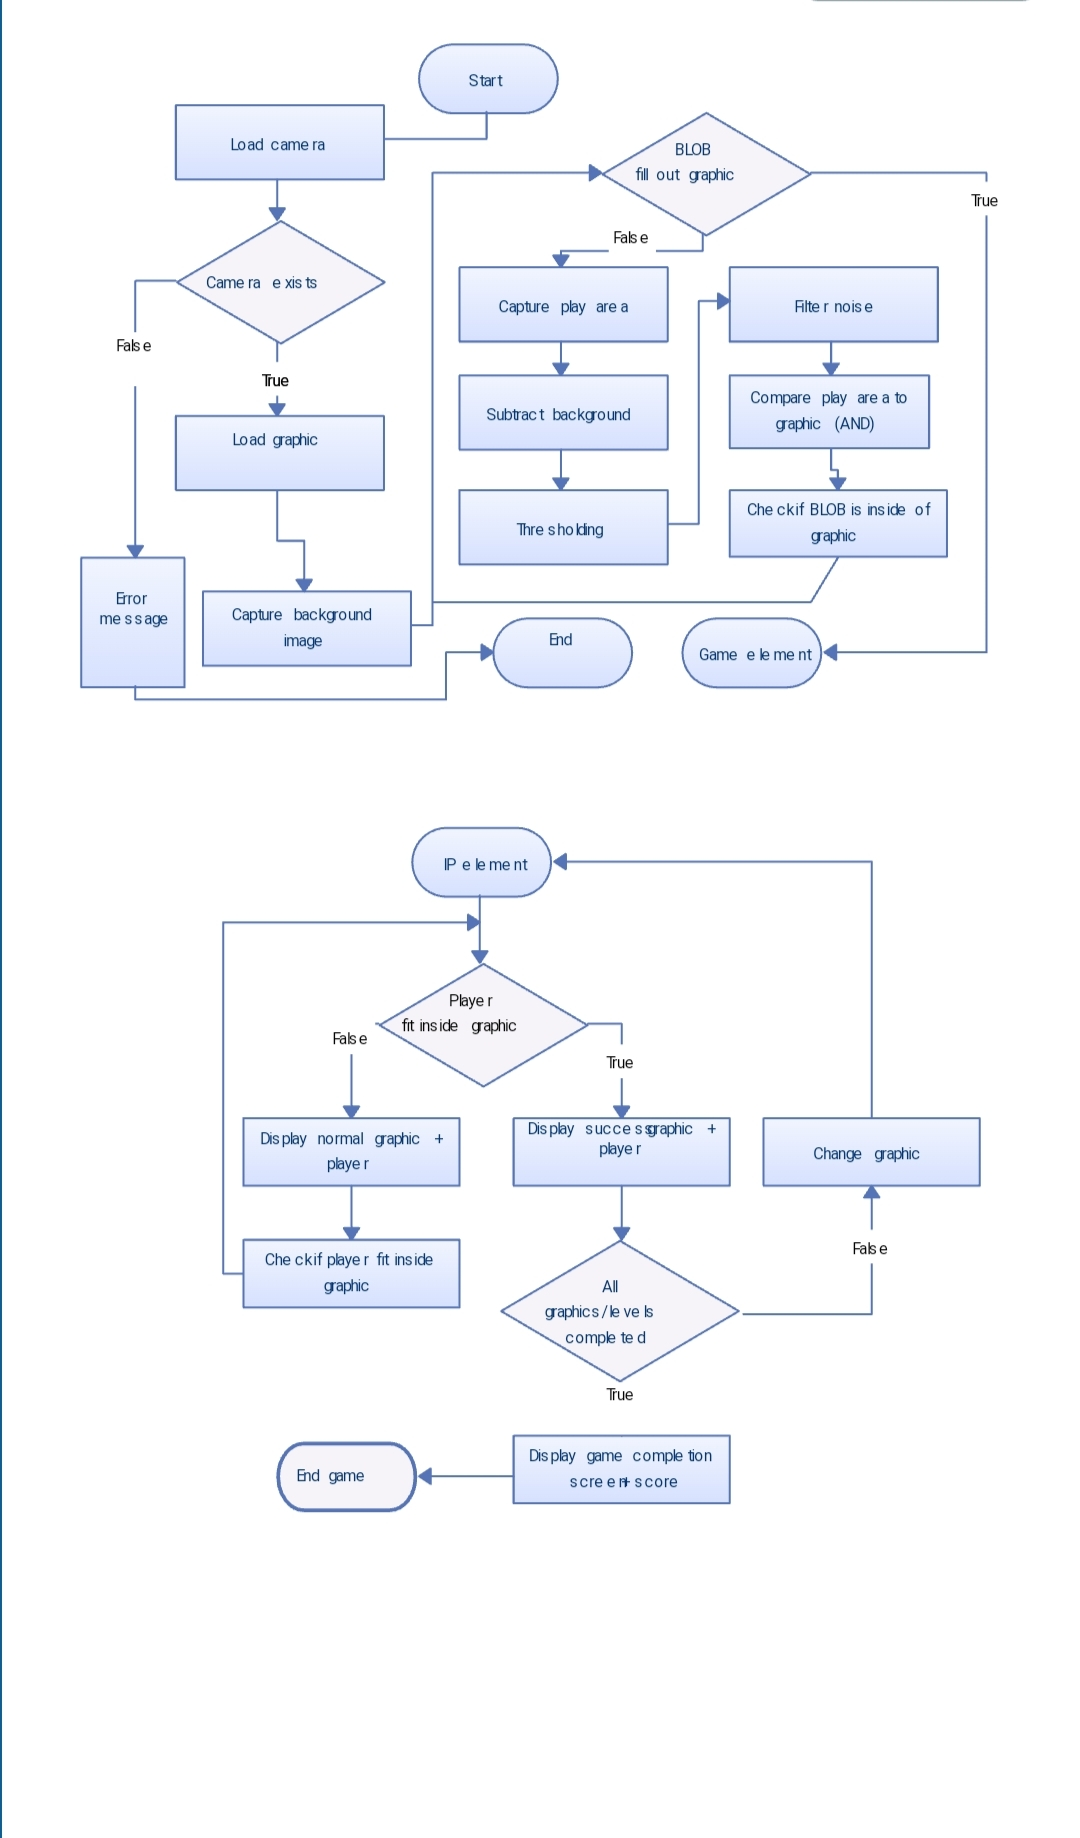 Start
Load camera
Camera exists
False
True
Load graphic
Error
message
Capture background
image
BLOB
fill out graphic
True
False
Capture play area
Subtract background
Thresholding
Filter noise
Compare play area to
graphic (AND)
Check if BLOB is inside of
graphic
End
Game element
IP element
Player
fit inside graphic
False
True
Display normal graphic +
player
Display success graphic +
player
Change graphic
Check if player fit inside
graphic
False
All
graphics/levels
completed
True
Display game completion
screen + score
End game